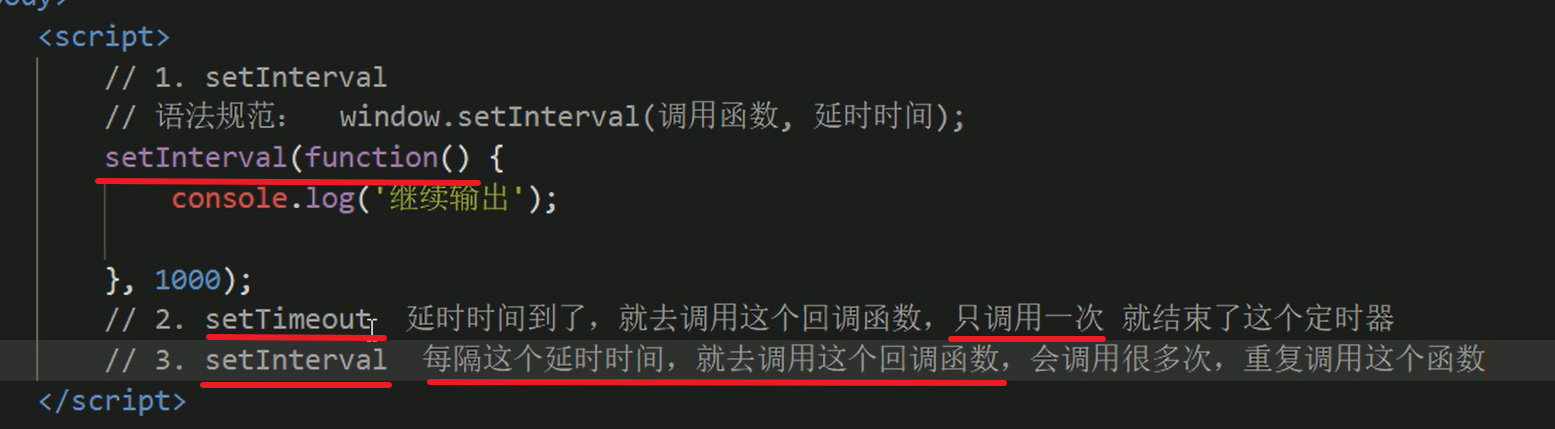 <script>
// 1. setInterval
// 语法规范： window.setInterval(调用函数, 延时时间);
setInterval(function() {
console.log('继续输出');
}, 1000);
// 2. setTimeout 延时时间到了，就去调用这个回调函数，只调用一次 就结束了这个定时器
// 3. setInterval 每隔这个延时时间，就去调用这个回调函数，会调用很多次，重复调用这个函数
</script>